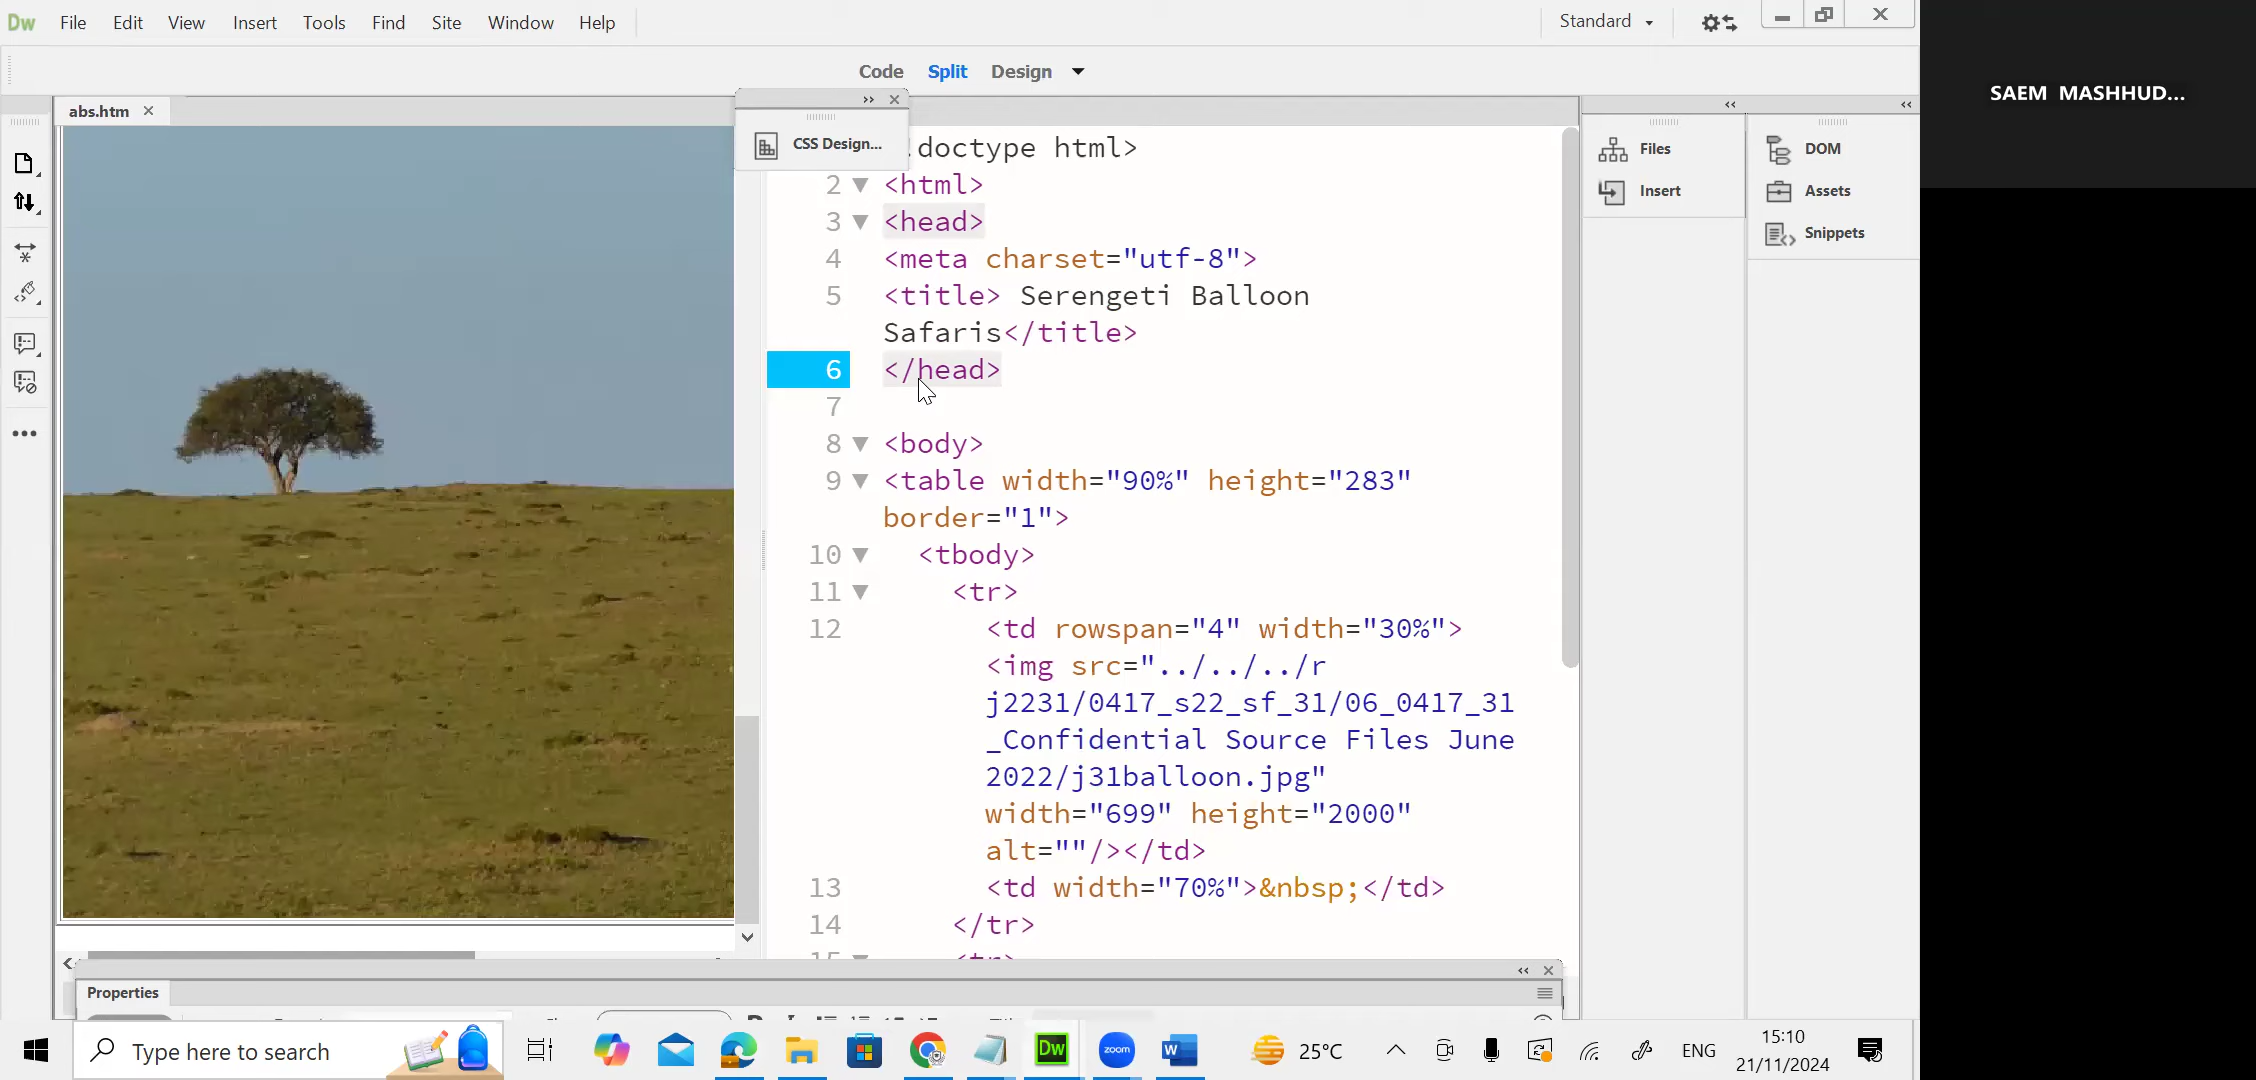 Dw File Edit View Insert Tools Find Site Window Help Standard
Code Split Design
SAEM MASHHUD...
abs.htm
CSS Design...
.doctype html>
2 <html>
3 <head>
4 <meta charset="utf-8">
5 <title> Serengeti Balloon
Safaris</title>
6 </head>
7
8 <body>
9 <table width="90%" height="283"
border="1">
10 <tbody>
11 <tr>
12 <td rowspan="4" width="30%">
<img src="../../../r
j2231/0417_s22_sf_31/06_0417_31
_Confidential Source Files June
2022/j31balloon.jpg"
width="699" height="2000"
alt=""/></td>
13 <td width="70%">&nbsp;</td>
14 </tr>
15 <tr>
Files
Insert
DOM
Assets
Snippets
Properties
Type here to search
Dw
zoom
W
25°C
ENG
15:10
21/11/2024